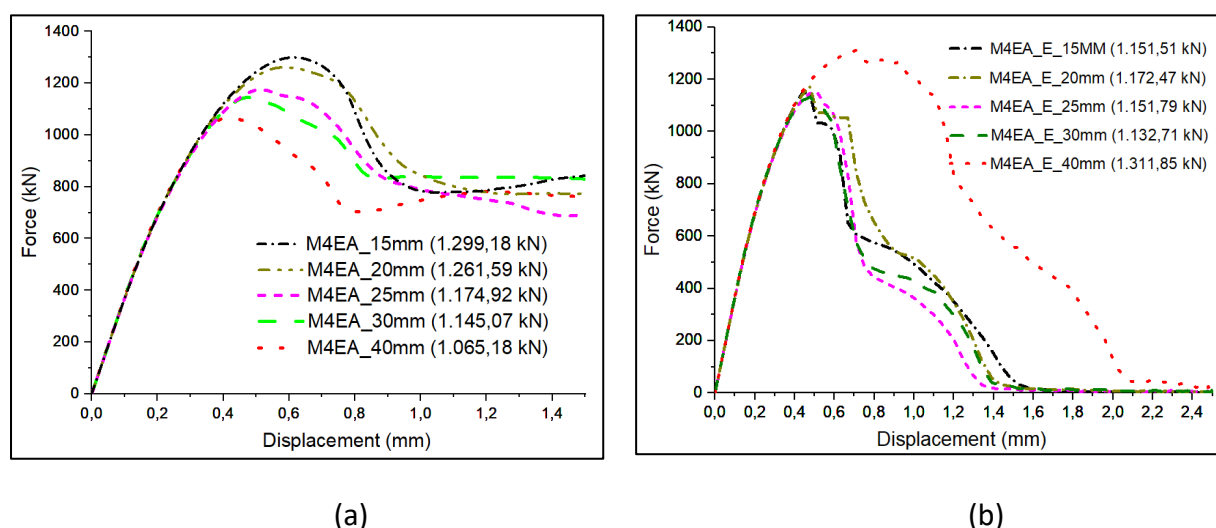 1400
1200
1000
800
600
400
200
0
Force (kN)
M4EA_15mm (1.299,18 kN)
M4EA_20mm (1.261,59 kN)
M4EA_25mm (1.174,92 kN)
M4EA_30mm (1.145,07 kN)
M4EA_40mm (1.065,18 kN)
0,0 0,2 0,4 0,6 0,8 1,0 1,2 1,4
Displacement (mm)
(a)
1400
1200
1000
800
600
400
200
0
Force (kN)
M4EA_E_15MM (1.151,51 kN)
M4EA_E_20mm (1.172,47 kN)
M4EA_E_25mm (1.151,79 kN)
M4EA_E_30mm (1.132,71 kN)
M4EA_E_40mm (1.311,85 kN)
0,0 0,2 0,4 0,6 0,8 1,0 1,2 1,4 1,6 1,8 2,0 2,2 2,4
Displacement (mm)
(b)